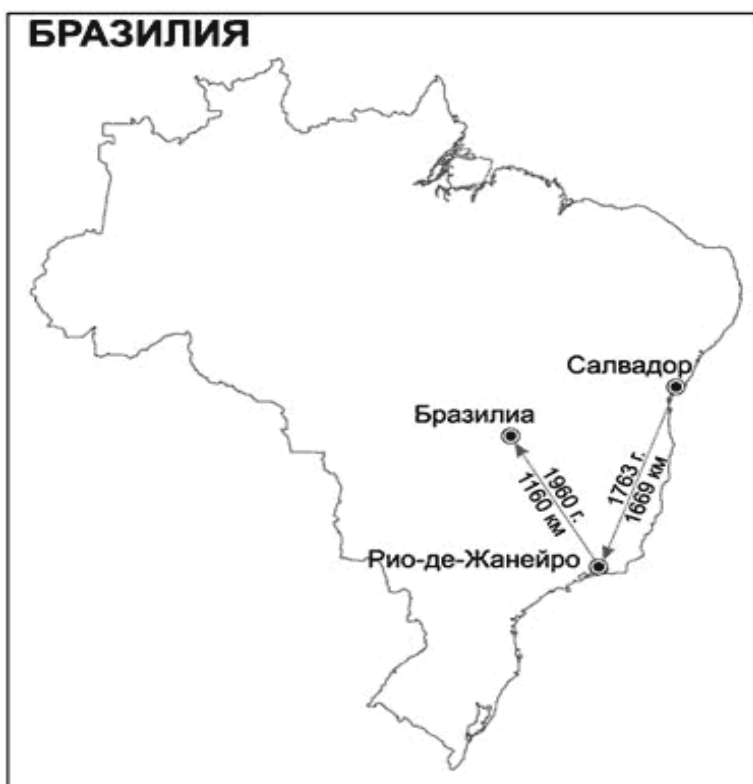 БРАЗИЛИЯ
Салвадор
Бразилиа
1763 г.
1669 км
1960 г.
1160 км
Рио-де-Жанейро